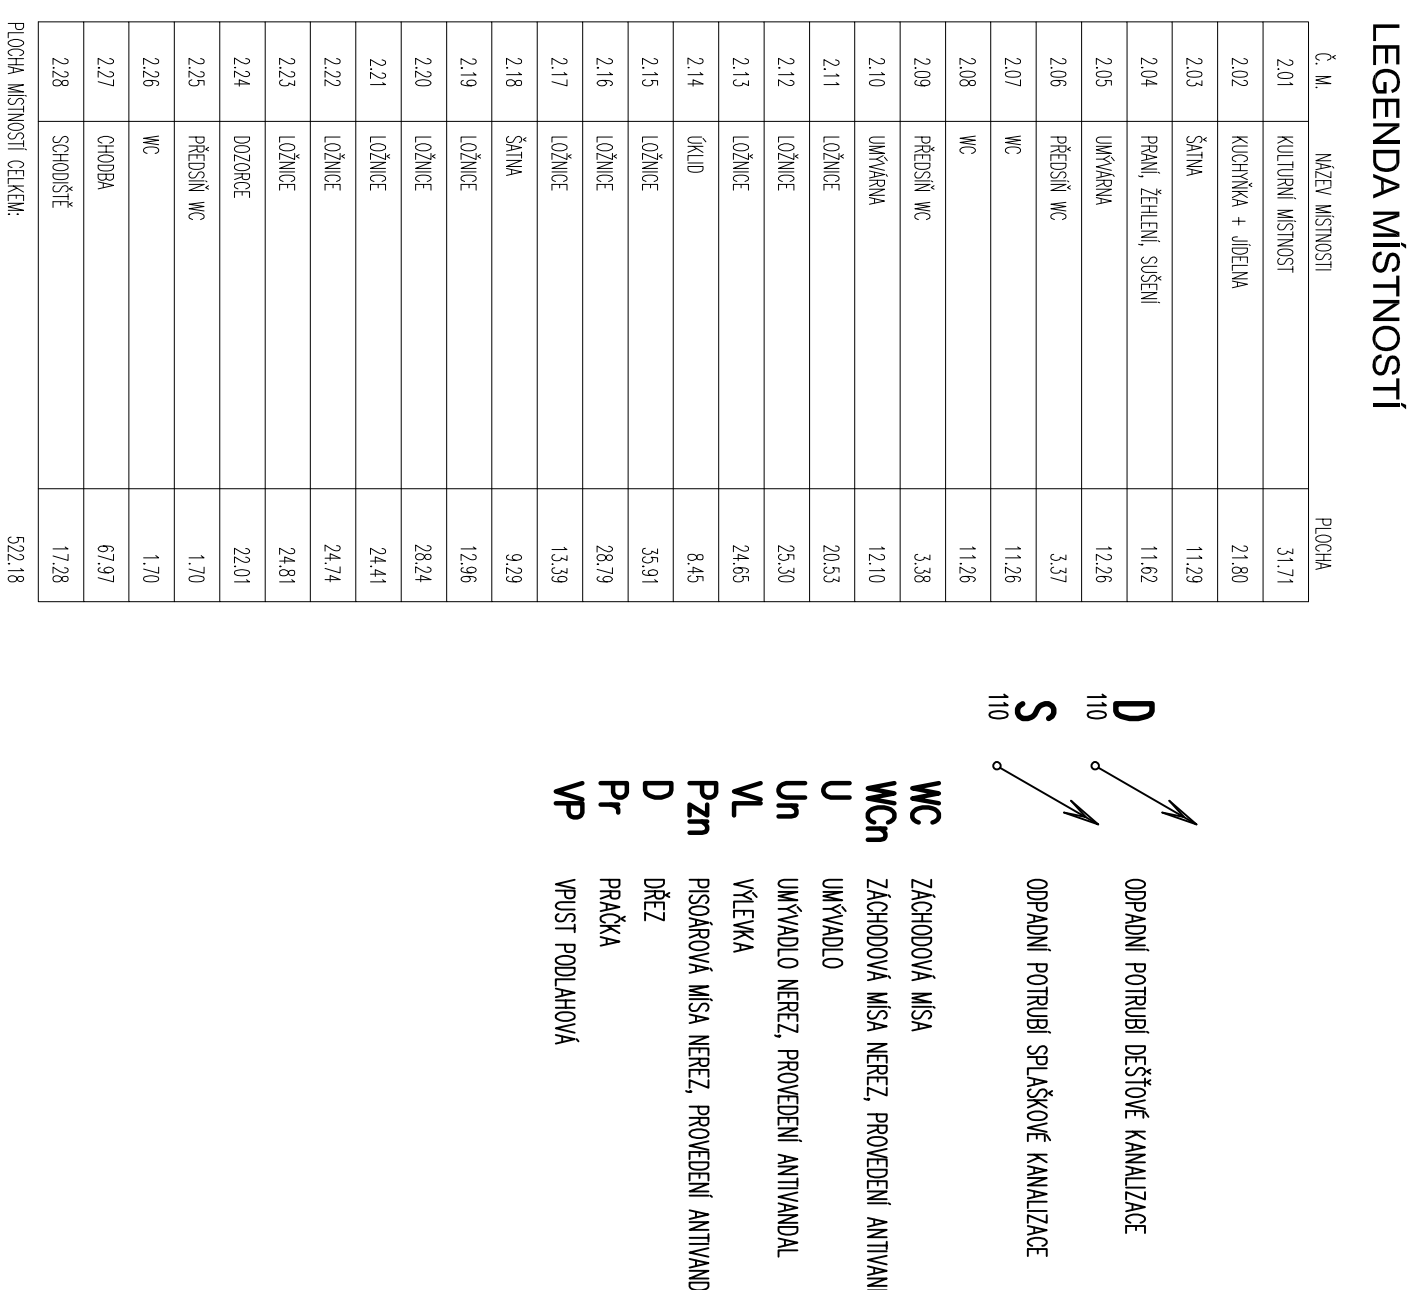 LEGENDA MÍSTNOSTÍ
Č. M. NÁZEV MÍSTNOSTI PLOCHA
2.01 KULTURNÍ MÍSTNOST 31.71
2.02 KUCHYŇKA + JÍDELNA 21.80
2.03 ŠATNA 11.29
2.04 PRANÍ, ŽEHLENÍ, SUŠENÍ 11.62
2.05 UMÝVÁRNA 12.26
2.06 PŘEDSÍŇ WC 3.37
2.07 WC 11.26
2.08 WC 11.26
2.09 PŘEDSÍŇ WC 3.38
2.10 UMÝVÁRNA 12.10
2.11 LOŽNICE 20.53
2.12 LOŽNICE 25.30
2.13 LOŽNICE 24.65
2.14 ÚKLID 8.45
2.15 LOŽNICE 35.91
2.16 LOŽNICE 28.79
2.17 LOŽNICE 13.39
2.18 ŠATNA 9.29
2.19 LOŽNICE 12.96
2.20 LOŽNICE 28.24
2.21 LOŽNICE 24.41
2.22 LOŽNICE 24.74
2.23 LOŽNICE 24.81
2.24 DOZORCE 22.01
2.25 PŘEDSÍŇ WC 1.70
2.26 WC 1.70
2.27 CHODBA 67.97
2.28 SCHODIŠTĚ 17.28
PLOCHA MÍSTNOSTÍ CELKEM: 522.18
D ODPADNÍ POTRUBÍ DEŠŤOVÉ KANALIZACE
110
S ODPADNÍ POTRUBÍ SPLAŠKOVÉ KANALIZACE
110
WC ZÁCHODOVÁ MÍSA
WCn ZÁCHODOVÁ MÍSA NEREZ, PROVEDENÍ
U UMÝVADLO
Un UMÝVADLO NEREZ, PROVEDENÍ ANTIVANDAL
VL VÝLEVKA
Pzn PISOÁROVÁ MÍSA NEREZ, PROVEDENÍ
D DŘEZ
Pr PRAČKA
VP VPUST PODLAHOVÁ